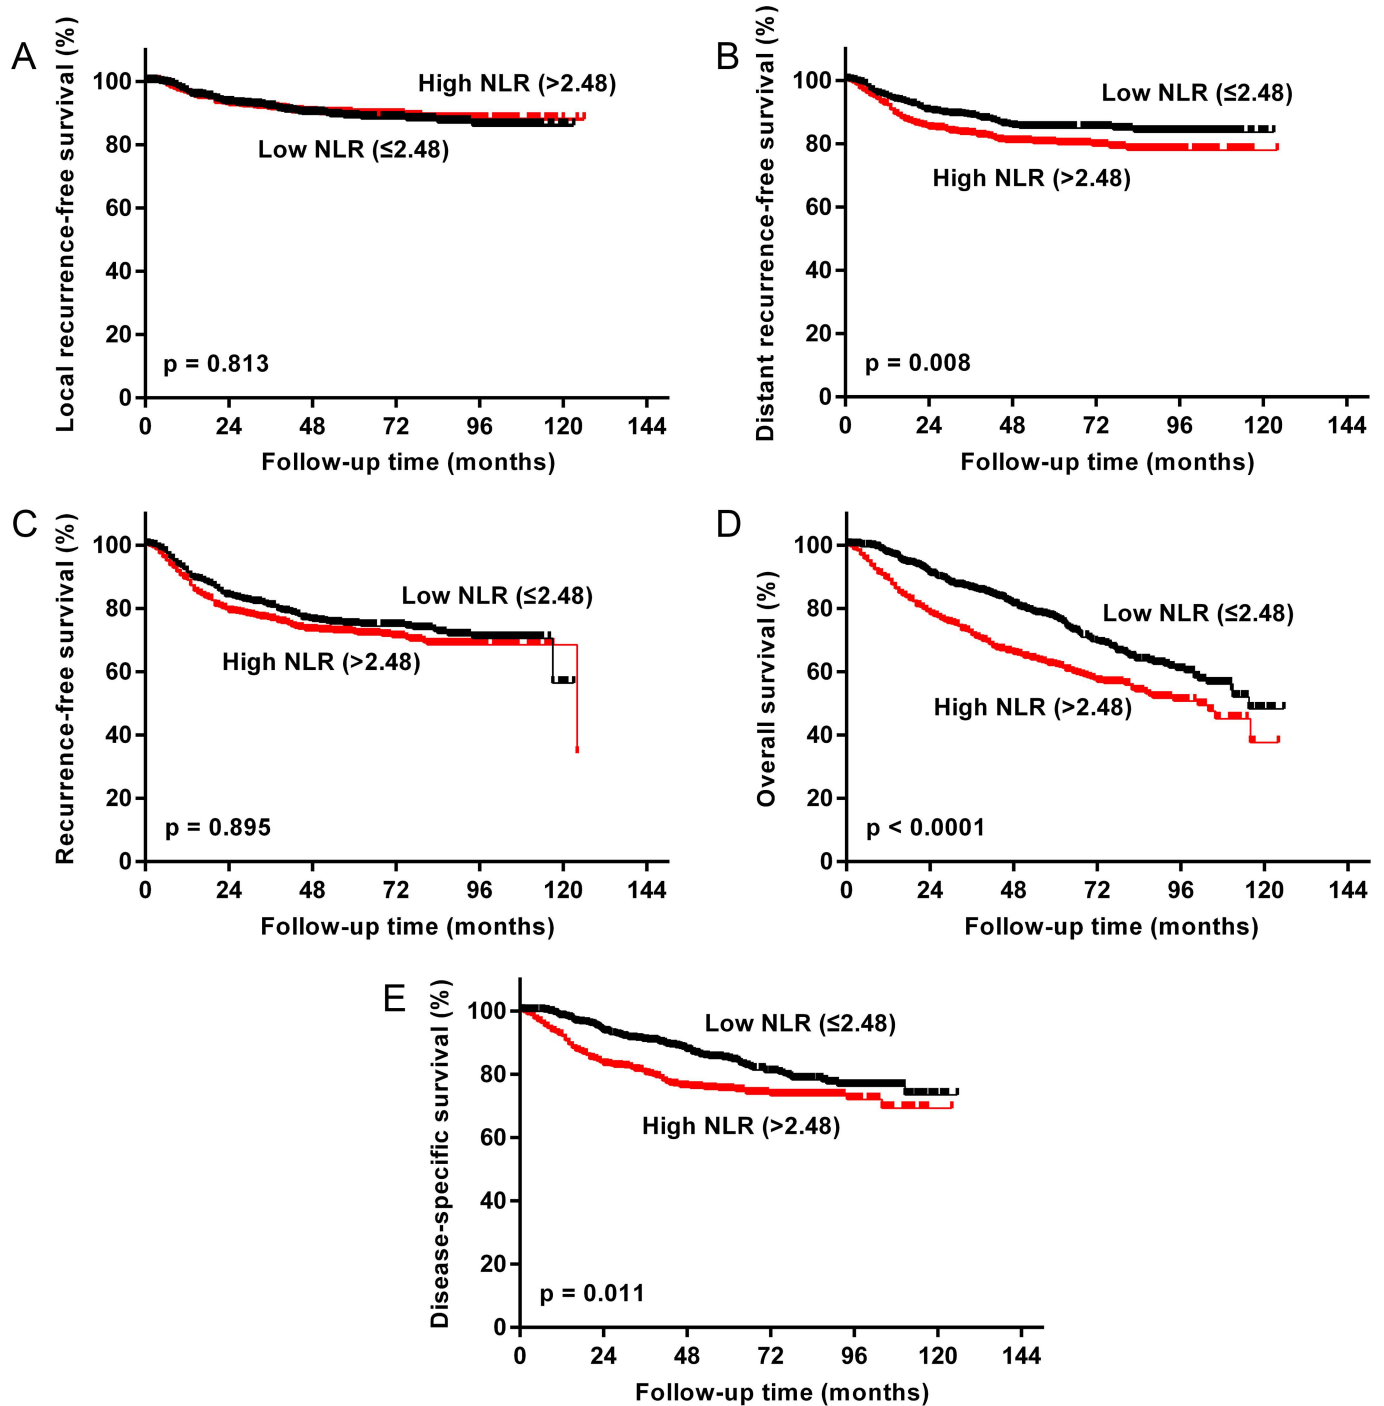 A
Local recurrence-free survival (%)
100
80
60
40
20
0
High NLR (>2.48)
Low NLR (≤2.48)
p = 0.813
0 24 48 72 96 120 144
Follow-up time (months)
B
Distant recurrence-free survival (%)
100
80
60
40
20
0
Low NLR (≤2.48)
High NLR (>2.48)
p = 0.008
0 24 48 72 96 120 144
Follow-up time (months)
C
Recurrence-free survival (%)
100
80
60
40
20
0
Low NLR (≤2.48)
High NLR (>2.48)
p = 0.895
0 24 48 72 96 120 144
Follow-up time (months)
D
Overall survival (%)
100
80
60
40
20
0
Low NLR (≤2.48)
High NLR (>2.48)
p < 0.0001
0 24 48 72 96 120 144
Follow-up time (months)
E
Disease-specific survival (%)
100
80
60
40
20
0
Low NLR (≤2.48)
High NLR (>2.48)
p = 0.011
0 24 48 72 96 120 144
Follow-up time (months)